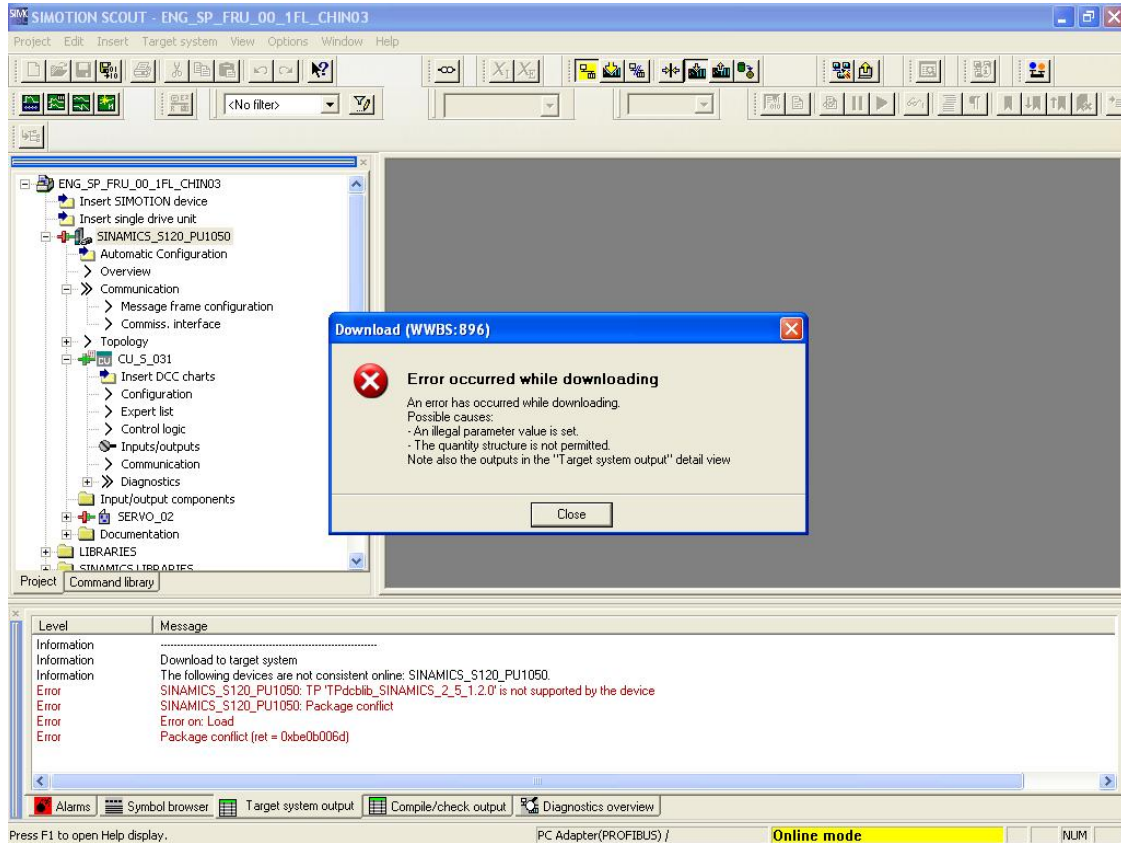 SIMOTION SCOUT - ENG_SP_FRU_00_1FL_CHIN03
Project Edit Insert Target system View Options Window Help
<No filter>
ENG_SP_FRU_00_1FL_CHIN03
Insert SIMOTION device
Insert single drive unit
SINAMICS_S120_PU1050
Automatic Configuration
Overview
Communication
Message frame configuration
Commiss. interface
Topology
CU_S_031
Insert DCC charts
Configuration
Expert list
Control logic
Inputs/outputs
Communication
Diagnostics
Input/output components
SERVO_02
Documentation
LIBRARIES
SINAMICS LIBRARIES
Project Command library
Download (WWBS:896)
Error occurred while downloading
An error has occurred while downloading.
Possible causes:
- An illegal parameter value is set.
- The quantity structure is not permitted.
Note also the outputs in the "Target system output" detail view
Close
Level Message
Information ------------------------------------------------------------------
Information Download to target system
Information The following devices are not consistent online: SINAMICS_S120_PU1050.
Error SINAMICS_S120_PU1050: TP 'TPdcblib_SINAMICS_2_5_1.2.0' is not supported by the device
Error SINAMICS_S120_PU1050: Package conflict
Error Error on: Load
Error Package conflict (ret = 0xbe0b006d)
Alarms Symbol browser Target system output Compile/check output Diagnostics overview
Press F1 to open Help display. PC Adapter(PROFIBUS) / Online mode NUM